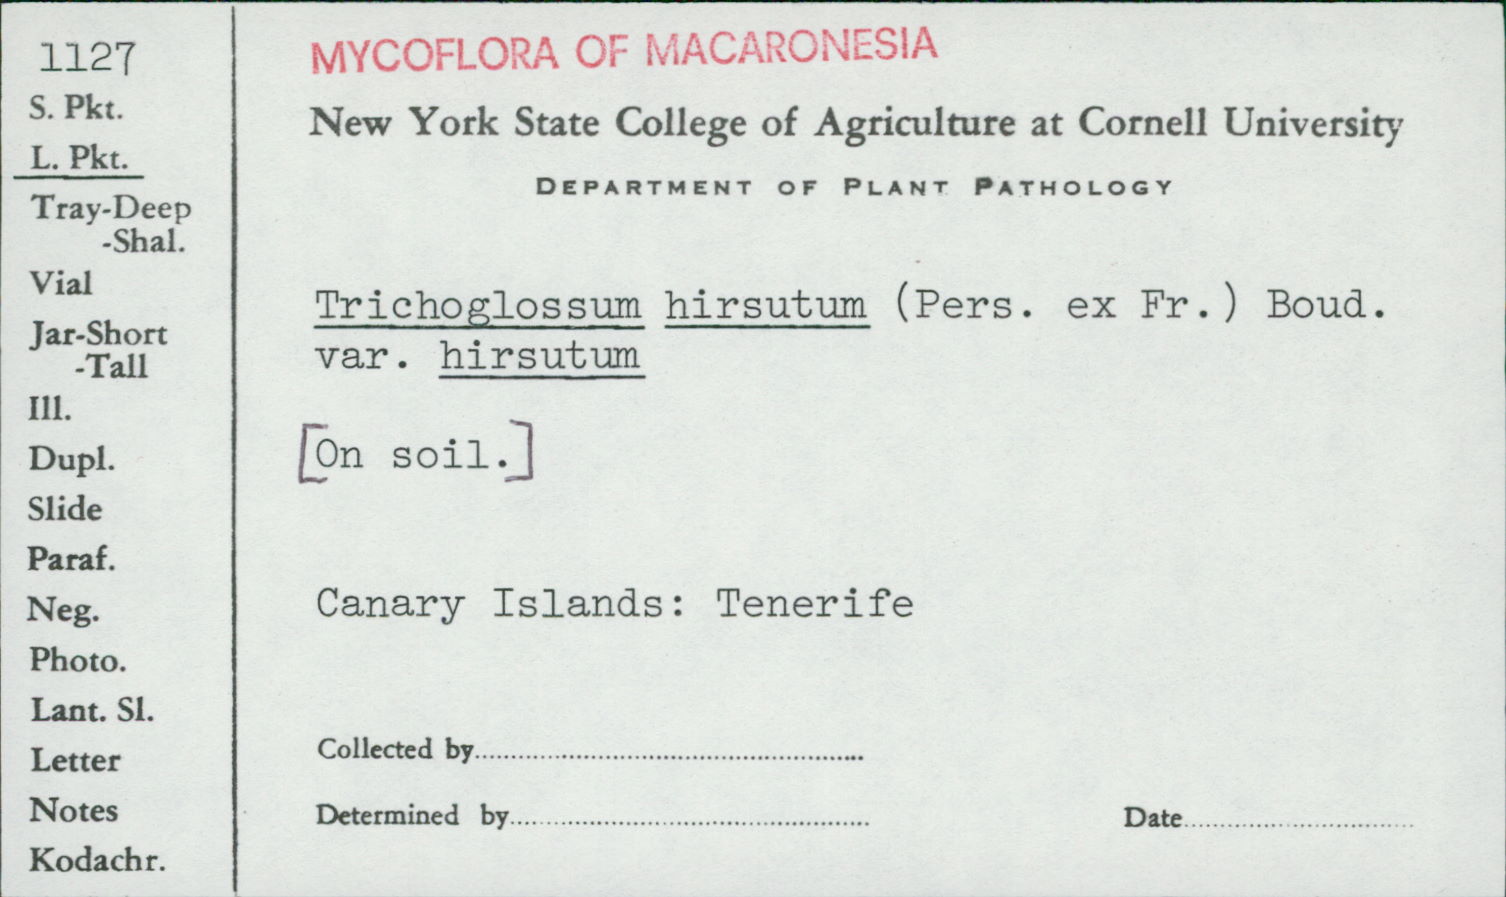 1127
S. Pkt.
L. Pkt.
Tray-Deep
-Shal.
Vial
Jar-Short
-Tall
Ill.
Dupl.
Slide
Paraf.
Neg.
Photo.
Lant. Sl.
Letter
Notes
Kodachr.
MYCOFLORA OF MACARONESIA
New York State College of Agriculture at Cornell University
DEPARTMENT OF PLANT PATHOLOGY
Trichoglossum hirsutum (Pers. ex Fr.) Boud.
var. hirsutum
[On soil.]
Canary Islands: Tenerife
Collected by
Determined by
Date